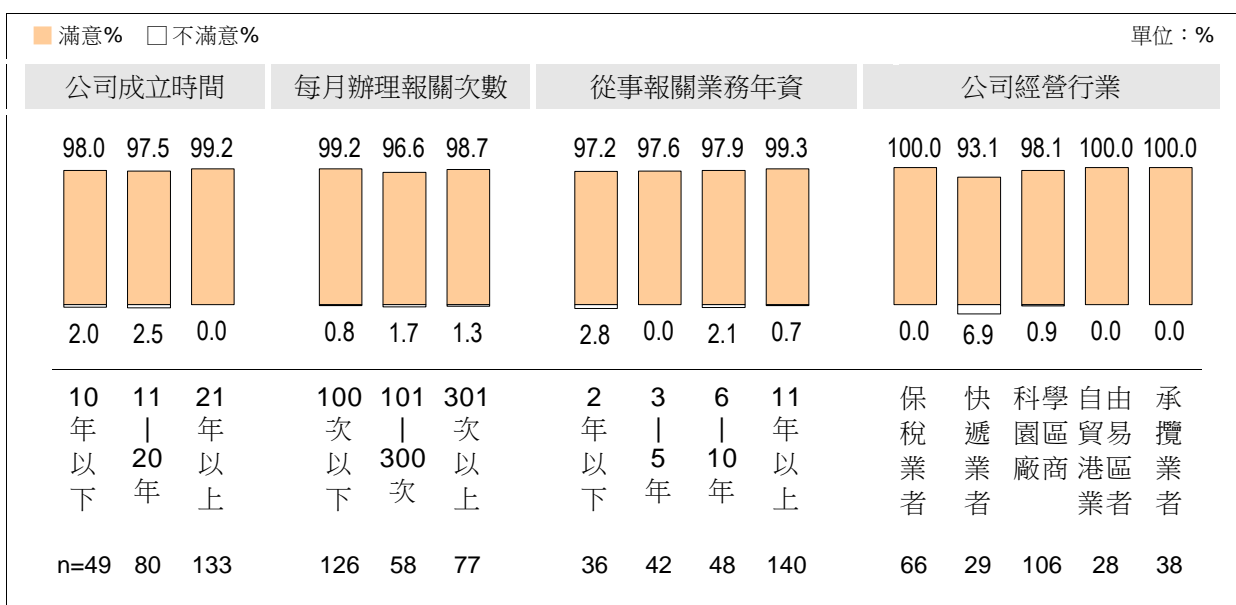 滿意% 不滿意% 單位：%
公司成立時間 每月辦理報關次數 從事報關業務年資 公司經營行業
98.0 97.5 99.2 99.2 96.6 98.7 97.2 97.6 97.9 99.3 100.0 93.1 98.1 100.0 100.0
2.0 2.5 0.0 0.8 1.7 1.3 2.8 0.0 2.1 0.7 0.0 6.9 0.9 0.0 0.0
10年以下 11|20年 21年以上 100次以下 101|300次 301次以上 2年以下 3|5年 6|10年 11年以上 保稅業者 快遞業者 科學園區廠商 自由貿易港區業者 承攬業者
n=49 80 133 126 58 77 36 42 48 140 66 29 106 28 38